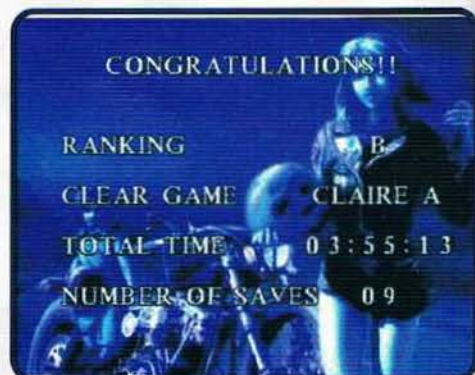 CONGRATULATIONS!!
RANKING B
CLEAR GAME CLAIRE A
TOTAL TIME 03:55:13
NUMBER OF SAVES 09